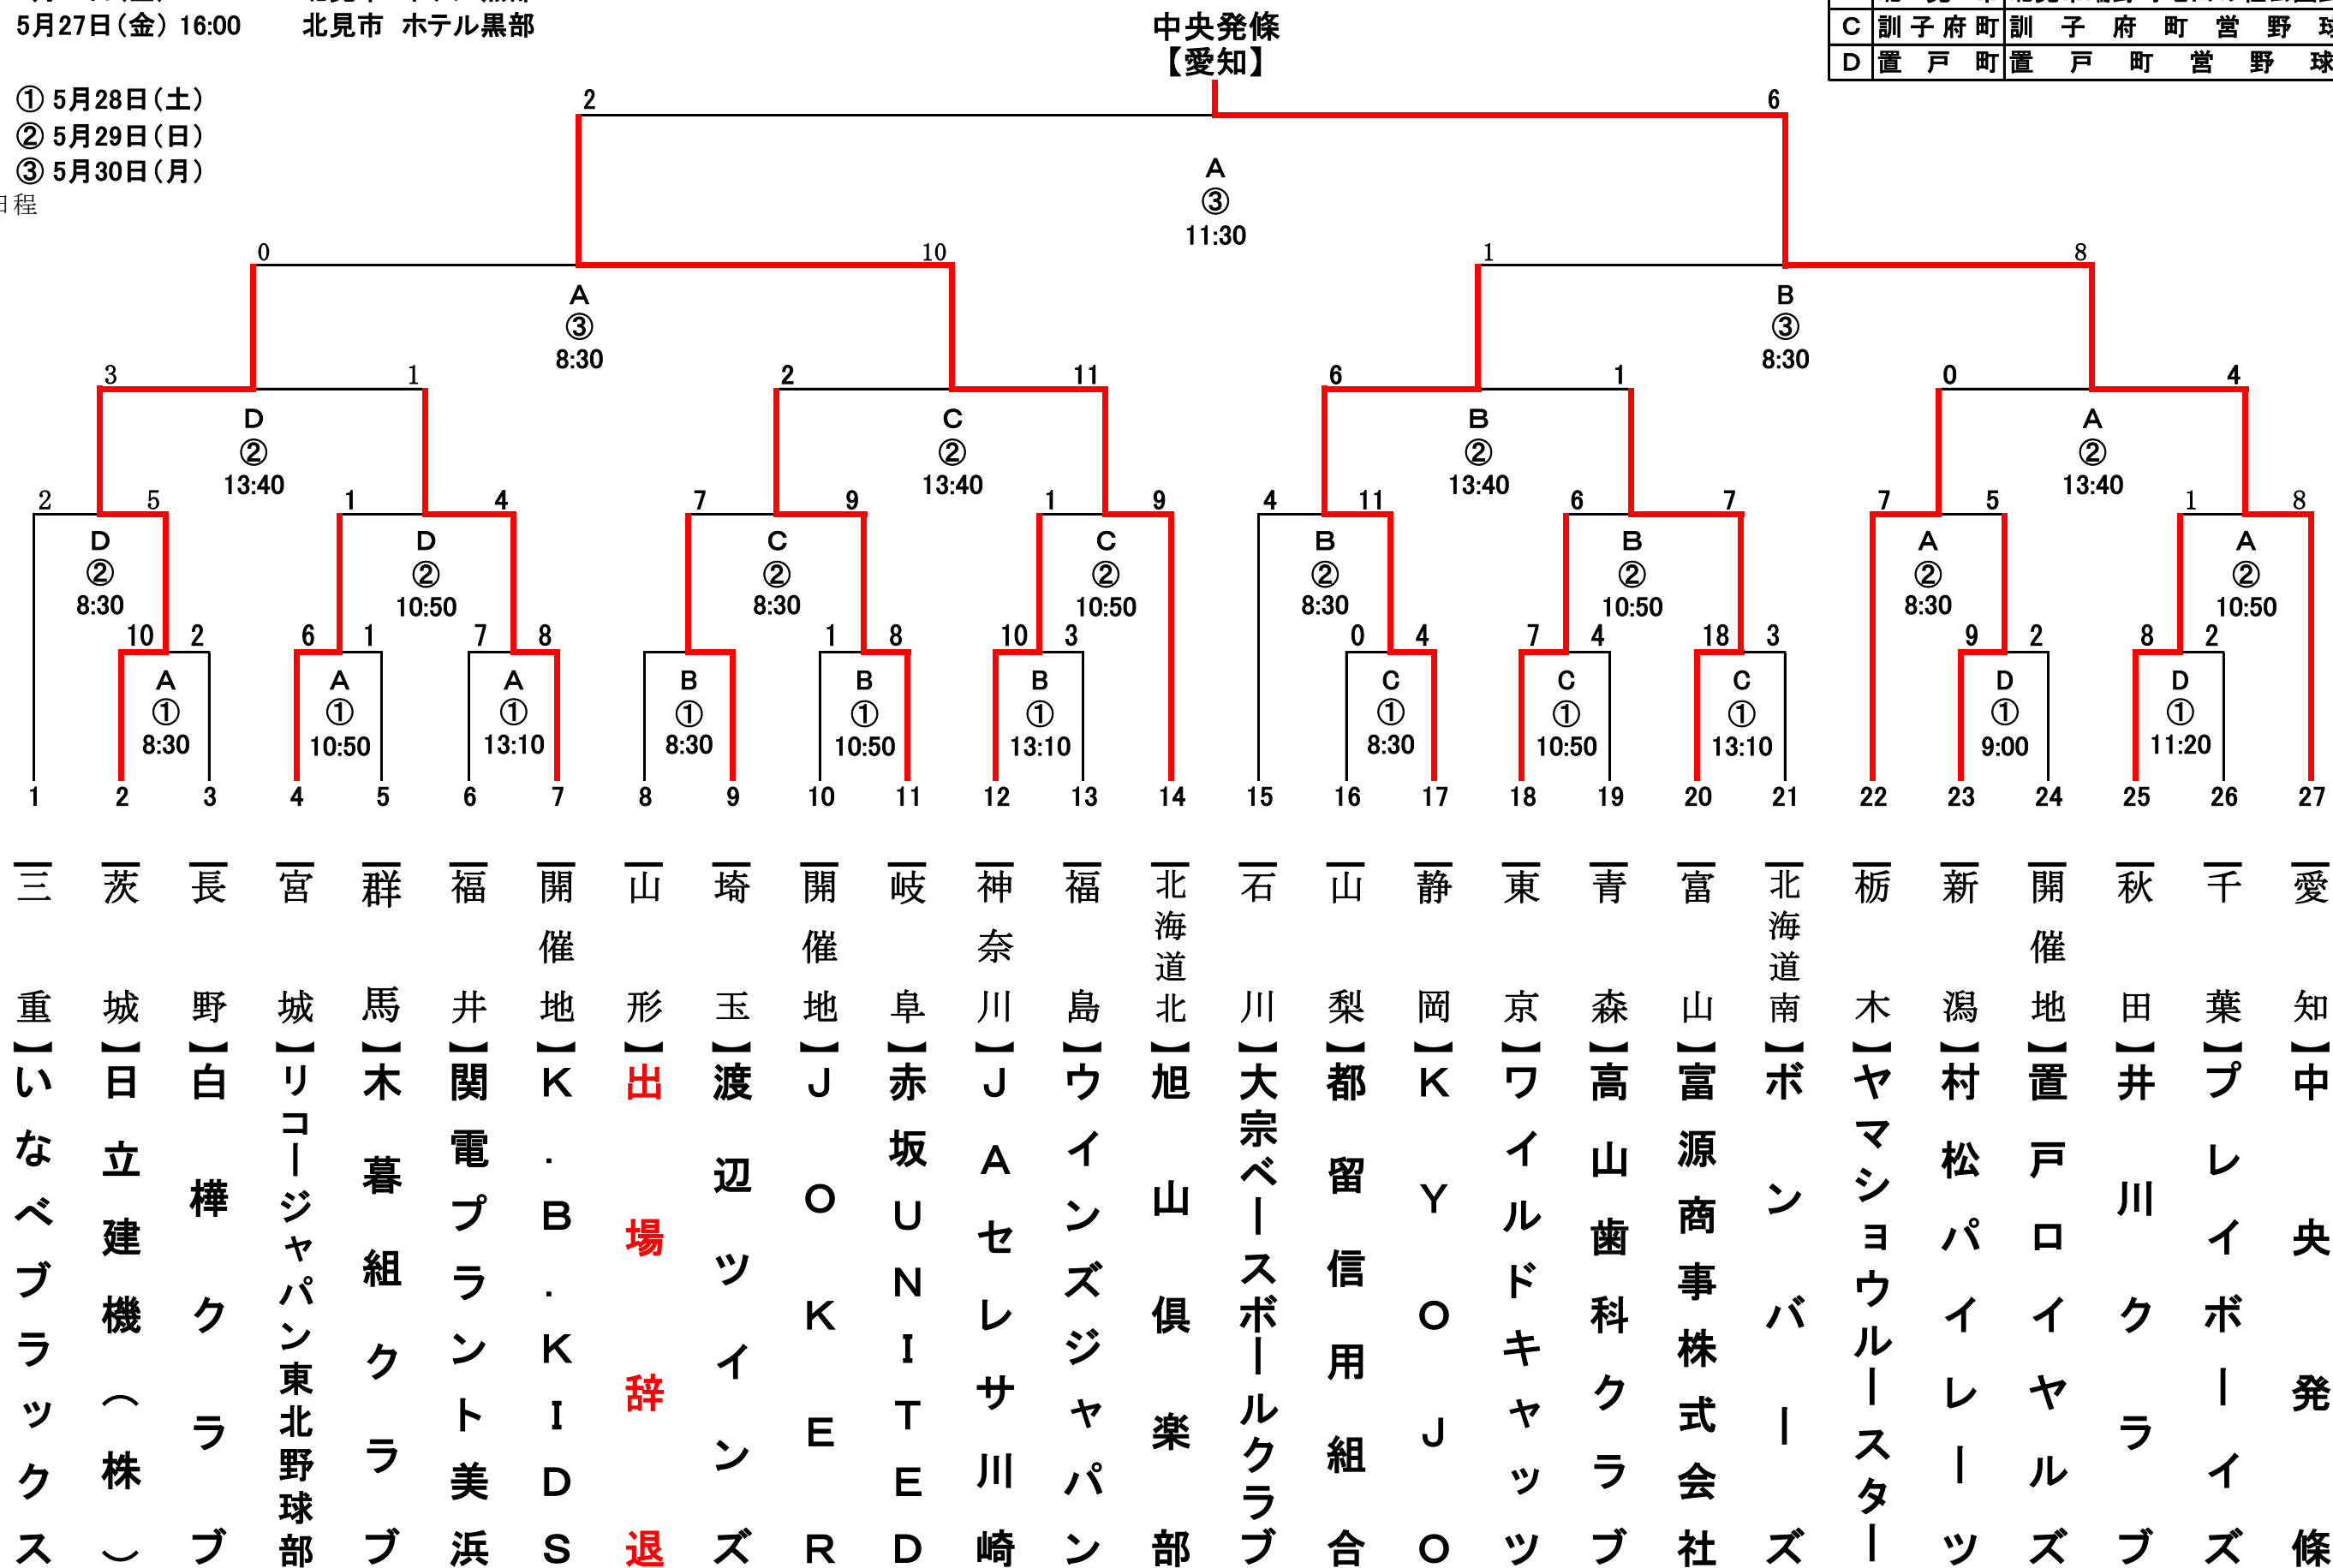 5月27日(金) 16:00 北見市 ホテル黒部
中央発條
【愛知】
C 訓子府町 訓子府町営野球
D 置戸町 置戸町営野球
① 5月28日(土)
② 5月29日(日)
③ 5月30日(月)
日程
2 6
A
③
11:30
0 10 1 8
A B
③ ③
8:30 8:30
3 1 2 11 6 1 0 4
D C B A
② ② ② ②
13:40 13:40 13:40 13:40
2 5 1 4 7 9 1 9 4 11 6 7 7 5 1 8
D D C C B B A A
② ② ② ② ② ② ② ②
8:30 10:50 8:30 10:50 8:30 10:50 8:30 10:50
10 2 6 1 7 8 1 8 10 3 0 4 7 4 18 3 9 2 8 2
A A A B B B C C C D D
① ① ① ① ① ① ① ① ① ① ①
8:30 10:50 13:10 8:30 10:50 13:10 8:30 10:50 13:10 9:00 11:20
1 2 3 4 5 6 7 8 9 10 11 12 13 14 15 16 17 18 19 20 21 22 23 24 25 26 27
三重】いなべブラックス
茨城】日立建機(株)
長野】白樺クラブ
宮城】リコージャパン東北野球部
群馬】木暮組クラブ
福井】関電プラント美浜
開催地】K.B.KIDS
山形】出場辞退
埼玉】渡辺ツインズ
開催地】JOKER
岐阜】赤坂UNITED
神奈川】JAセレサ川崎
福島】ウインズジャパン
北海道北】旭山倶楽部
石川】大宗ベースボールクラブ
山梨】都留信用組合
静岡】KYOJO
東京】ワイルドキャッツ
青森】高山歯科クラブ
富山】富源商事株式会社
北海道南】ボンバーズ
栃木】ヤマショウルースター
新潟】村松パイレーツ
開催地】置戸ロイヤルズ
秋田】井川クラブ
千葉】プレイボーイズ
愛知】中央発條